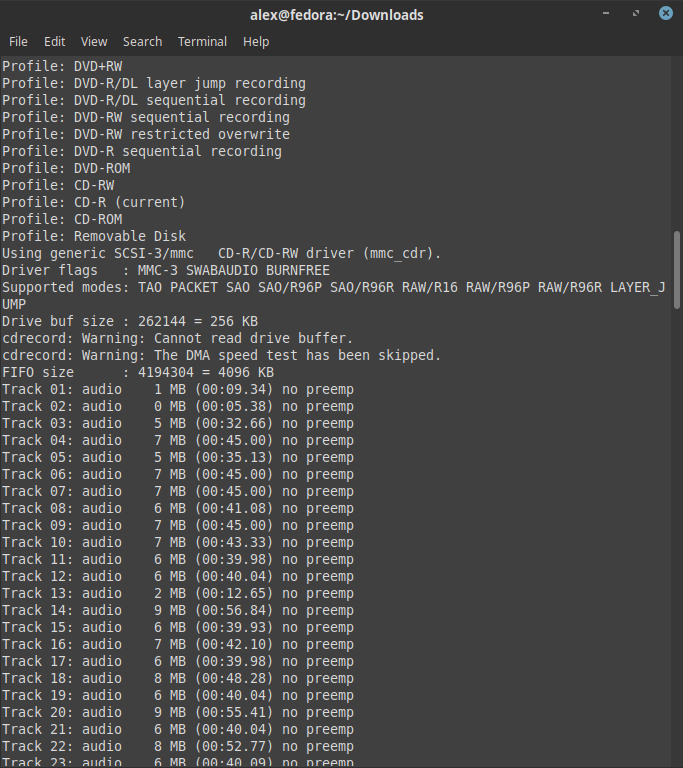 alex@fedora:~/Downloads
File Edit View Search Terminal Help
Profile: DVD+RW
Profile: DVD-R/DL layer jump recording
Profile: DVD-R/DL sequential recording
Profile: DVD-RW sequential recording
Profile: DVD-RW restricted overwrite
Profile: DVD-R sequential recording
Profile: DVD-ROM
Profile: CD-RW
Profile: CD-R (current)
Profile: CD-ROM
Profile: Removable Disk
Using generic SCSI-3/mmc   CD-R/CD-RW driver (mmc_cdr).
Driver flags   : MMC-3 SWABAUDIO BURNFREE
Supported modes: TAO PACKET SAO SAO/R96P SAO/R96R RAW/R16 RAW/R96P RAW/R96R LAYER_J
UMP
Drive buf size : 262144 = 256 KB
cdrecord: Warning: Cannot read drive buffer.
cdrecord: Warning: The DMA speed test has been skipped.
FIFO size      : 4194304 = 4096 KB
Track 01: audio    1 MB (00:09.34) no preemp
Track 02: audio    0 MB (00:05.38) no preemp
Track 03: audio    5 MB (00:32.66) no preemp
Track 04: audio    7 MB (00:45.00) no preemp
Track 05: audio    5 MB (00:35.13) no preemp
Track 06: audio    7 MB (00:45.00) no preemp
Track 07: audio    7 MB (00:45.00) no preemp
Track 08: audio    6 MB (00:41.08) no preemp
Track 09: audio    7 MB (00:45.00) no preemp
Track 10: audio    7 MB (00:43.33) no preemp
Track 11: audio    6 MB (00:39.98) no preemp
Track 12: audio    6 MB (00:40.04) no preemp
Track 13: audio    2 MB (00:12.65) no preemp
Track 14: audio    9 MB (00:56.84) no preemp
Track 15: audio    6 MB (00:39.93) no preemp
Track 16: audio    7 MB (00:42.10) no preemp
Track 17: audio    6 MB (00:39.98) no preemp
Track 18: audio    8 MB (00:48.28) no preemp
Track 19: audio    6 MB (00:40.04) no preemp
Track 20: audio    9 MB (00:55.41) no preemp
Track 21: audio    6 MB (00:40.04) no preemp
Track 22: audio    8 MB (00:52.77) no preemp
Track 23: audio    6 MB (00:40.09) no preemp